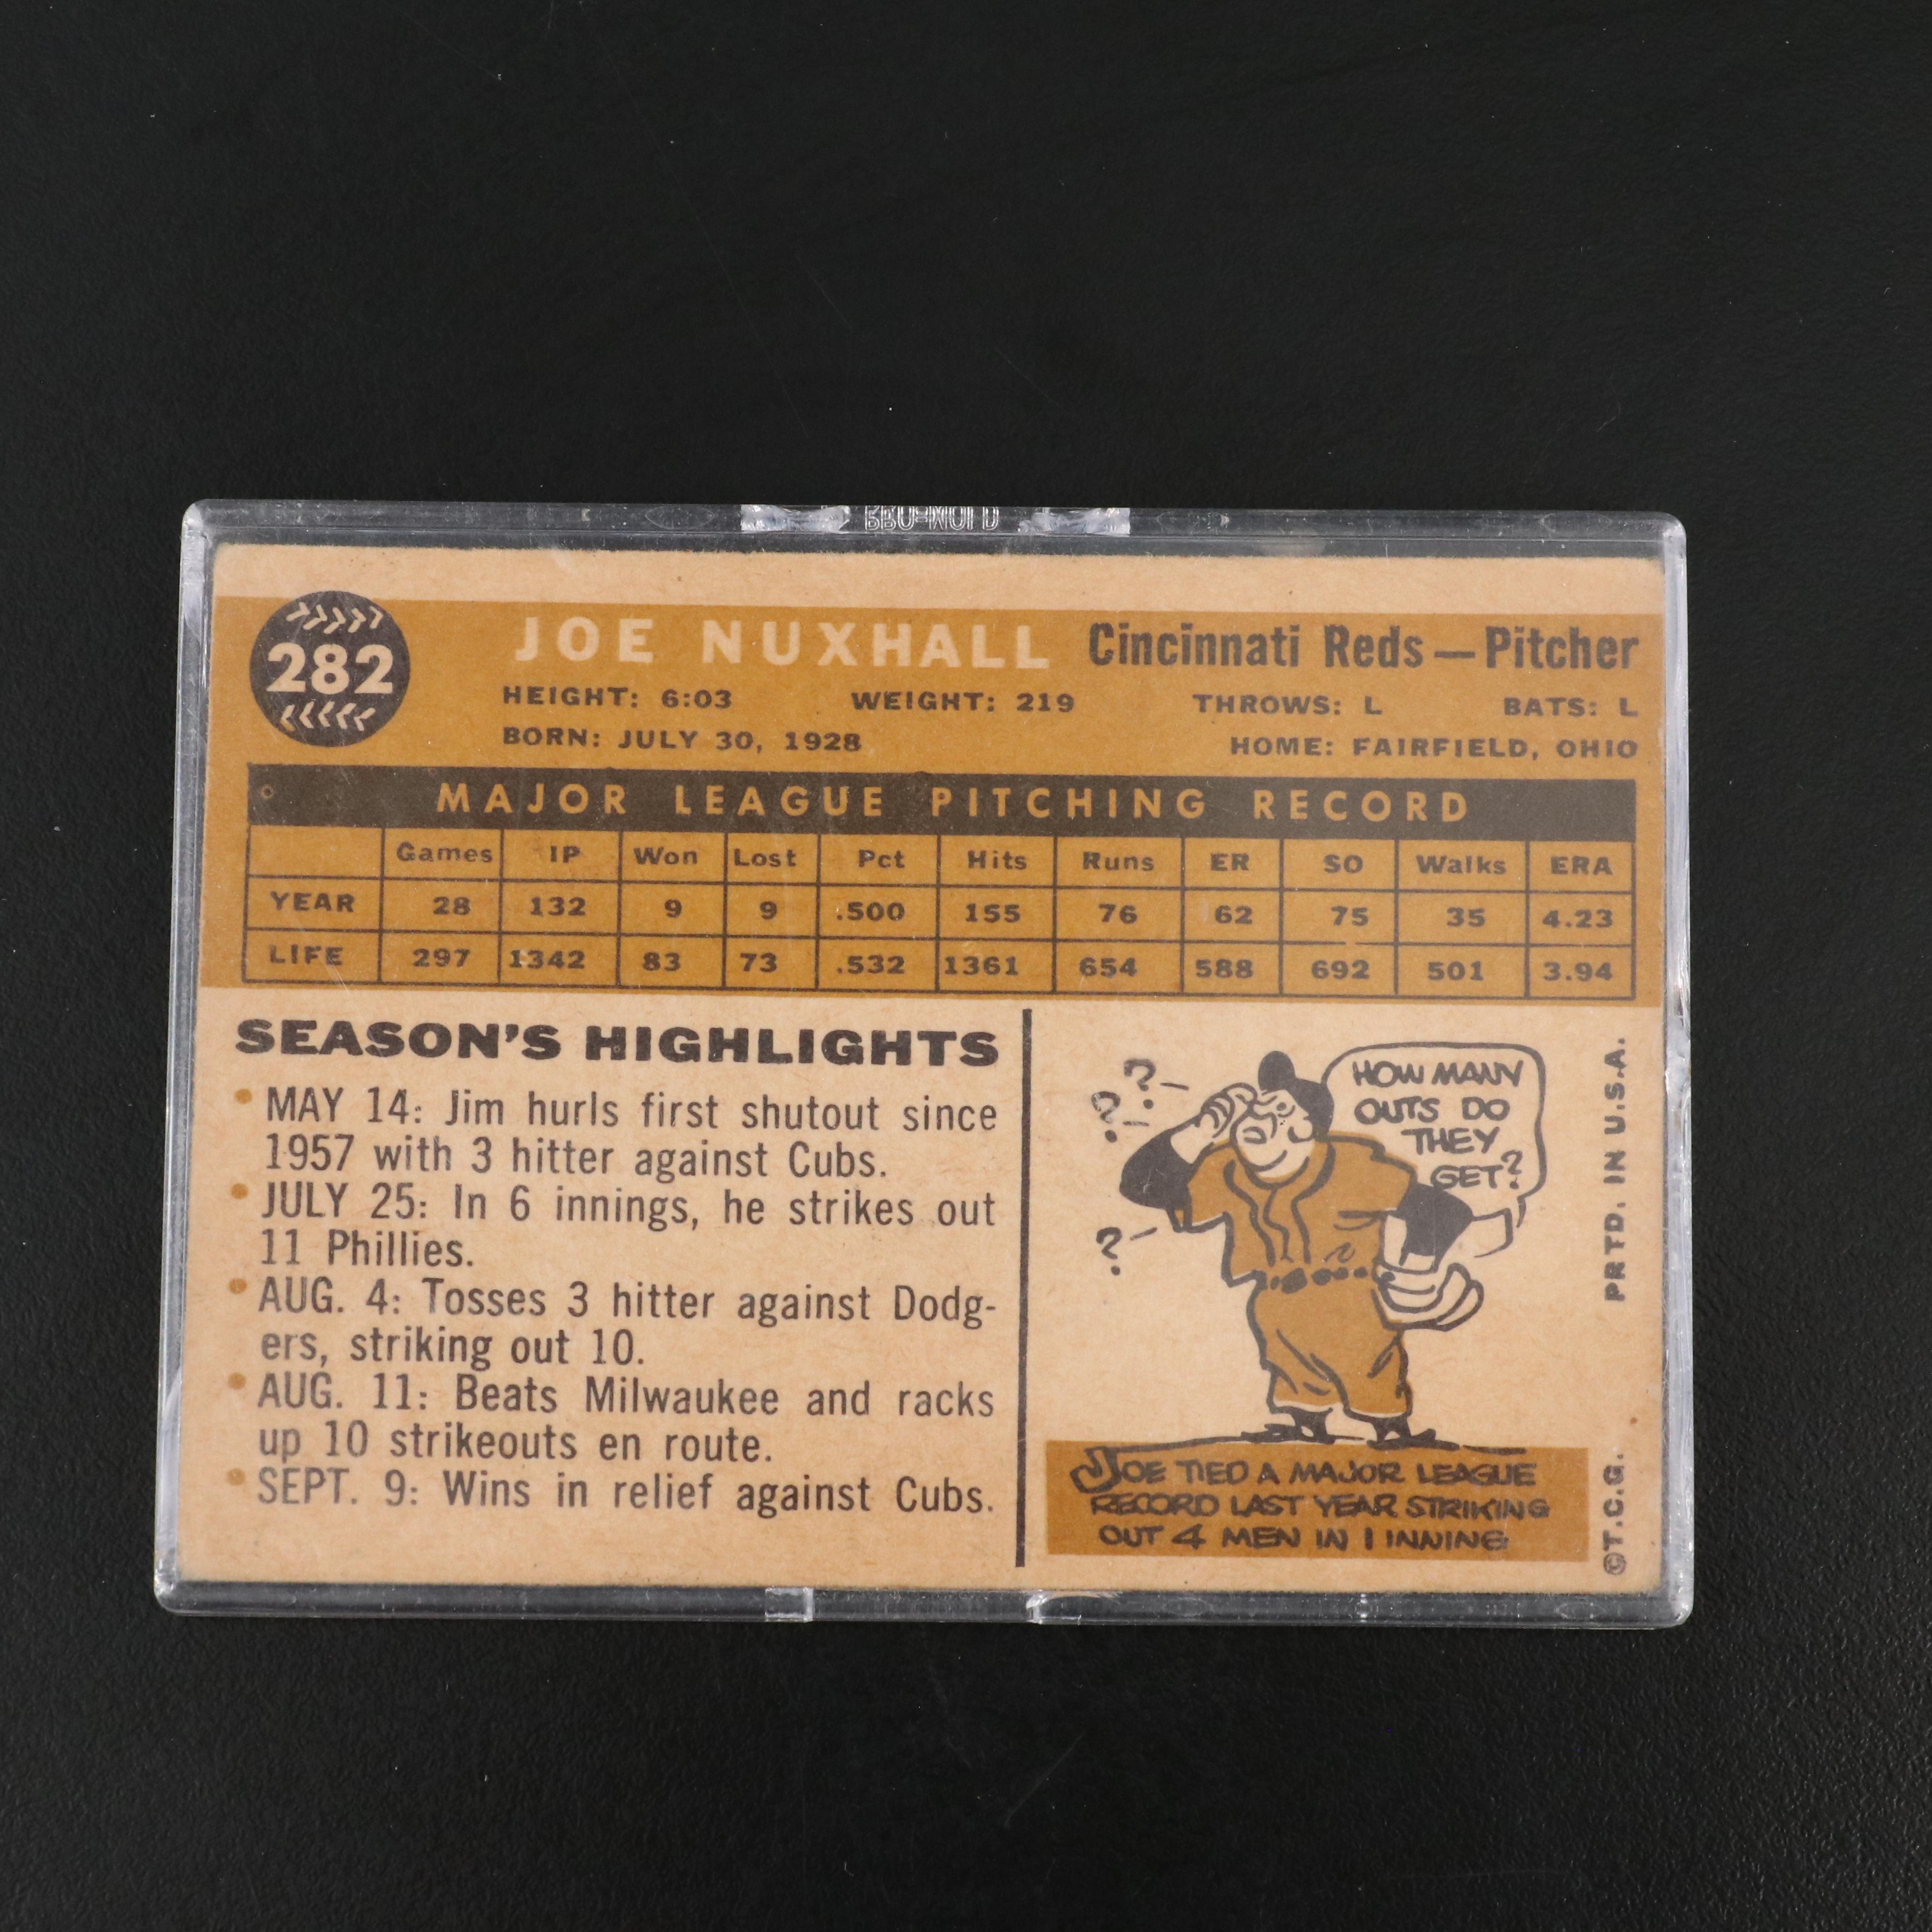 PRO-MOLD
282
JOE NUXHALL Cincinnati Reds—Pitcher
HEIGHT: 6:03 WEIGHT: 219 THROWS: L BATS: L
BORN: JULY 30, 1928 HOME: FAIRFIELD, OHIO
MAJOR LEAGUE PITCHING RECORD
Games IP Won Lost Pct Hits Runs ER SO Walks ERA
YEAR 28 132 9 9 .500 155 76 62 75 35 4.23
LIFE 297 1342 83 73 .532 1361 654 588 692 501 3.94
SEASON'S HIGHLIGHTS
• MAY 14: Jim hurls first shutout since
1957 with 3 hitter against Cubs.
• JULY 25: In 6 innings, he strikes out
11 Phillies.
• AUG. 4: Tosses 3 hitter against Dodg-
ers, striking out 10.
• AUG. 11: Beats Milwaukee and racks
up 10 strikeouts en route.
• SEPT. 9: Wins in relief against Cubs.
? ? ?
HOW MANY
OUTS DO
THEY
GET?
JOE TIED A MAJOR LEAGUE
RECORD LAST YEAR STRIKING
OUT 4 MEN IN 1 INNING
©T.C.G. PRTD. IN U.S.A.